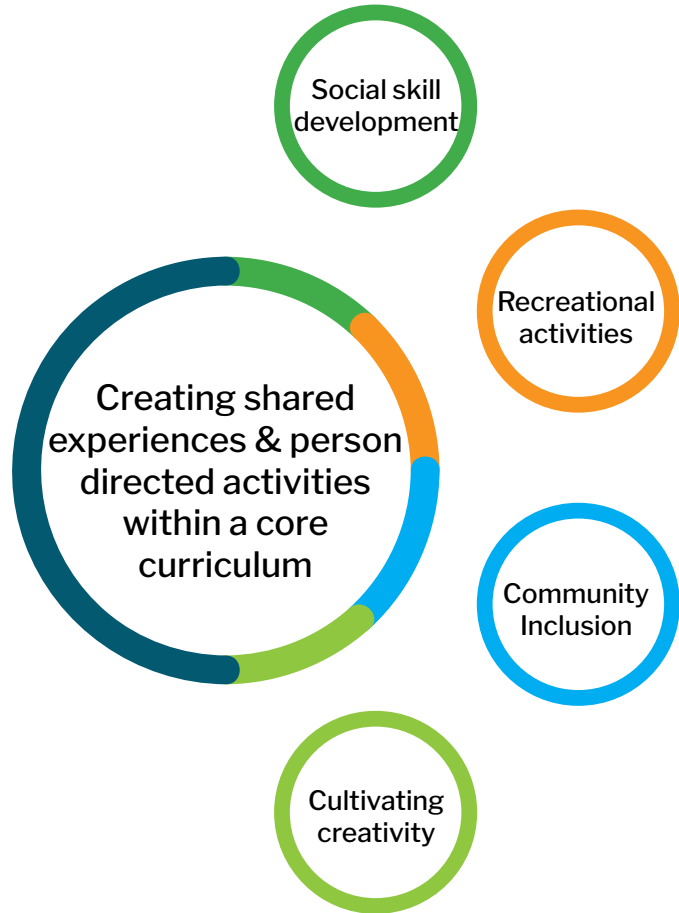 Social skill
development
Recreational
activities
Creating shared
experiences & person
directed activities
within a core
curriculum
Community
Inclusion
Cultivating
creativity